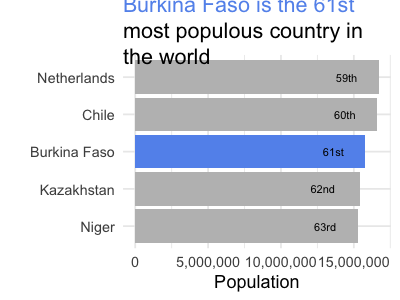 Burkina Faso is the 61st
most populous country in
the world
Netherlands 59th
Chile 60th
Burkina Faso 61st
Kazakhstan 62nd
Niger 63rd
0 5,000,000 10,000,000 15,000,000
Population